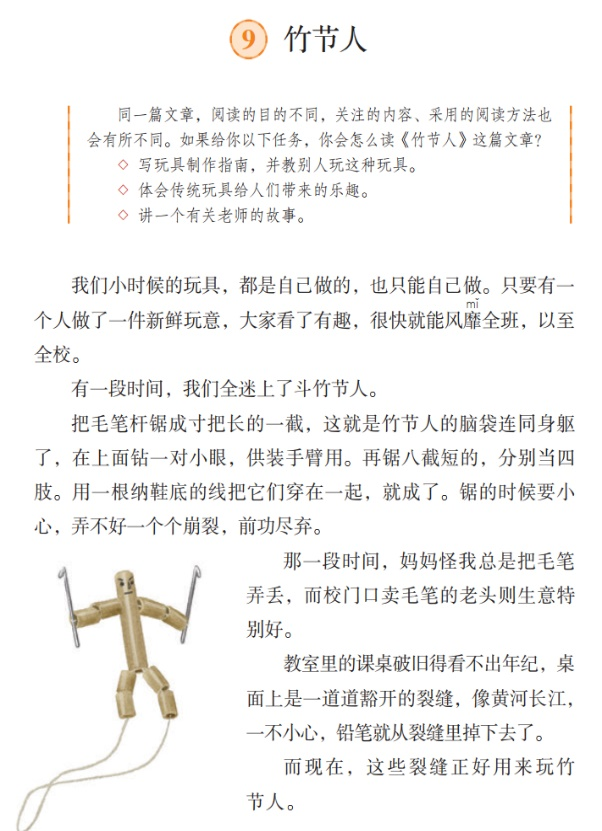 9 竹节人
同一篇文章，阅读的目的不同，关注的内容、采用的阅读方法也
会有所不同。如果给你以下任务，你会怎么读《竹节人》这篇文章？
◇ 写玩具制作指南，并教别人玩这种玩具。
◇ 体会传统玩具给人们带来的乐趣。
◇ 讲一个有关老师的故事。
我们小时候的玩具，都是自己做的，也只能自己做。只要有一
mǐ
个人做了一件新鲜玩意，大家看了有趣，很快就能风靡全班，以至
全校。
有一段时间，我们全迷上了斗竹节人。
把毛笔杆锯成寸把长的一截，这就是竹节人的脑袋连同身躯
了，在上面钻一对小眼，供装手臂用。再锯八截短的，分别当四
肢。用一根纳鞋底的线把它们穿在一起，就成了。锯的时候要小
心，弄不好一个个崩裂，前功尽弃。
那一段时间，妈妈怪我总是把毛笔
弄丢，而校门口卖毛笔的老头则生意特
别好。
教室里的课桌破旧得看不出年纪，桌
面上是一道道豁开的裂缝，像黄河长江，
一不小心，铅笔就从裂缝里掉下去了。
而现在，这些裂缝正好用来玩竹
节人。